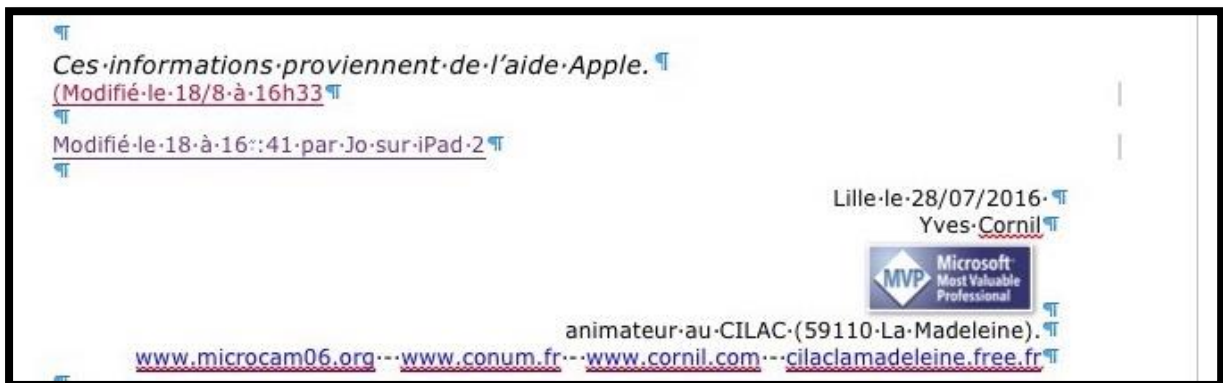 Ces informations proviennent de l’aide Apple.
(Modifié le 18/8 à 16h33
Modifié le 18 à 16::41 par Jo sur iPad 2
Lille le 28/07/2016
Yves Cornil
MVP Microsoft
Most Valuable
Professional
animateur au CILAC (59110 La Madeleine).
www.microcam06.org - www.conum.fr - www.cornil.com - cilaclamadeleine.free.fr